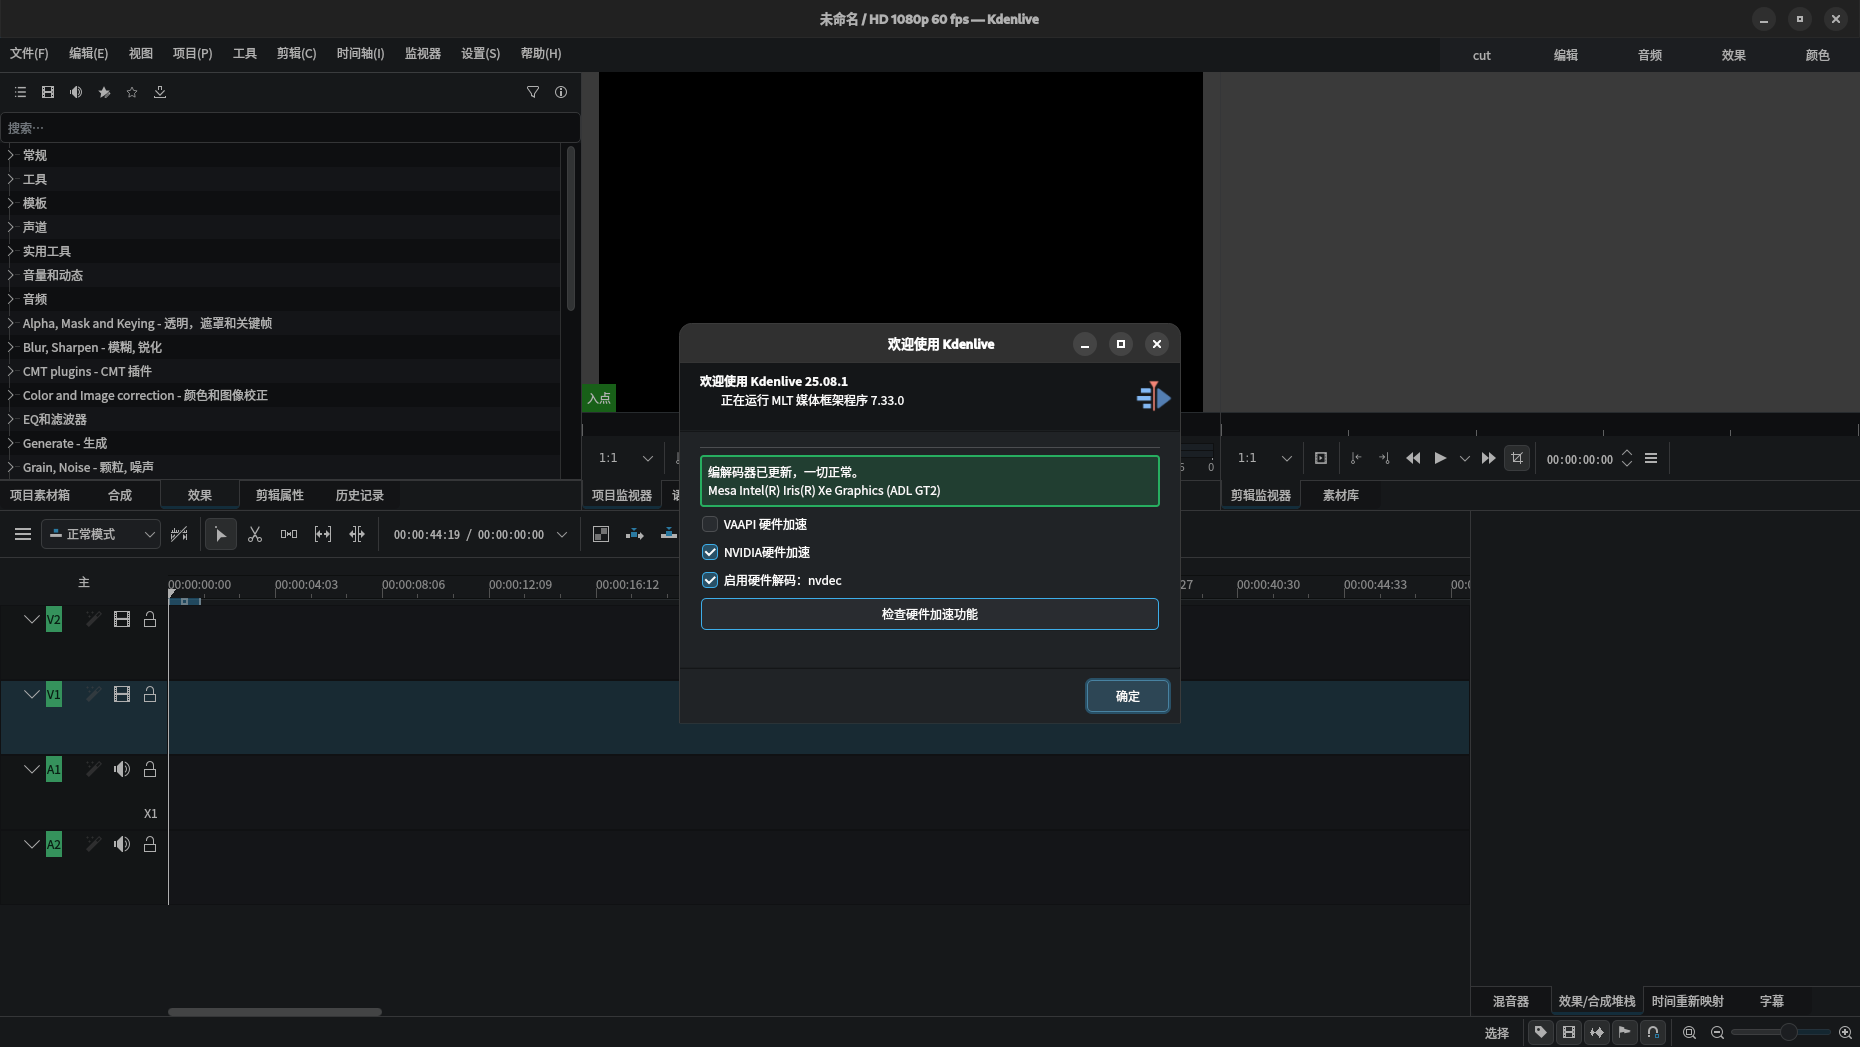 未命名 / HD 1080p 60 fps — Kdenlive
文件(F) 编辑(E) 视图 项目(P) 工具 剪辑(C) 时间轴(I) 监视器 设置(S) 帮助(H)
cut 编辑 音频 效果 颜色
搜索…
常规
工具
模板
声道
实用工具
音量和动态
音频
Alpha, Mask and Keying - 透明，遮罩和关键帧
Blur, Sharpen - 模糊, 锐化
CMT plugins - CMT 插件
Color and Image correction - 颜色和图像校正
EQ和滤波器
Generate - 生成
Grain, Noise - 颗粒, 噪声
项目素材箱 合成 效果 剪辑属性 历史记录
入点
1:1
0
项目监视器
1:1
00:00:00:00
剪辑监视器 素材库
欢迎使用 Kdenlive
欢迎使用 Kdenlive 25.08.1
正在运行 MLT 媒体框架程序 7.33.0
编解码器已更新，一切正常。
Mesa Intel(R) Iris(R) Xe Graphics (ADL GT2)
VAAPI 硬件加速
NVIDIA硬件加速
启用硬件解码：nvdec
检查硬件加速功能
确定
正常模式
00:00:44:19 / 00:00:00:00
主
00:00:00:00 00:00:04:03 00:00:08:06 00:00:12:09 00:00:16:12 27 00:00:40:30 00:00:44:33 00:0
V2
V1
A1
X1
A2
混音器 效果/合成堆栈 时间重新映射 字幕
选择